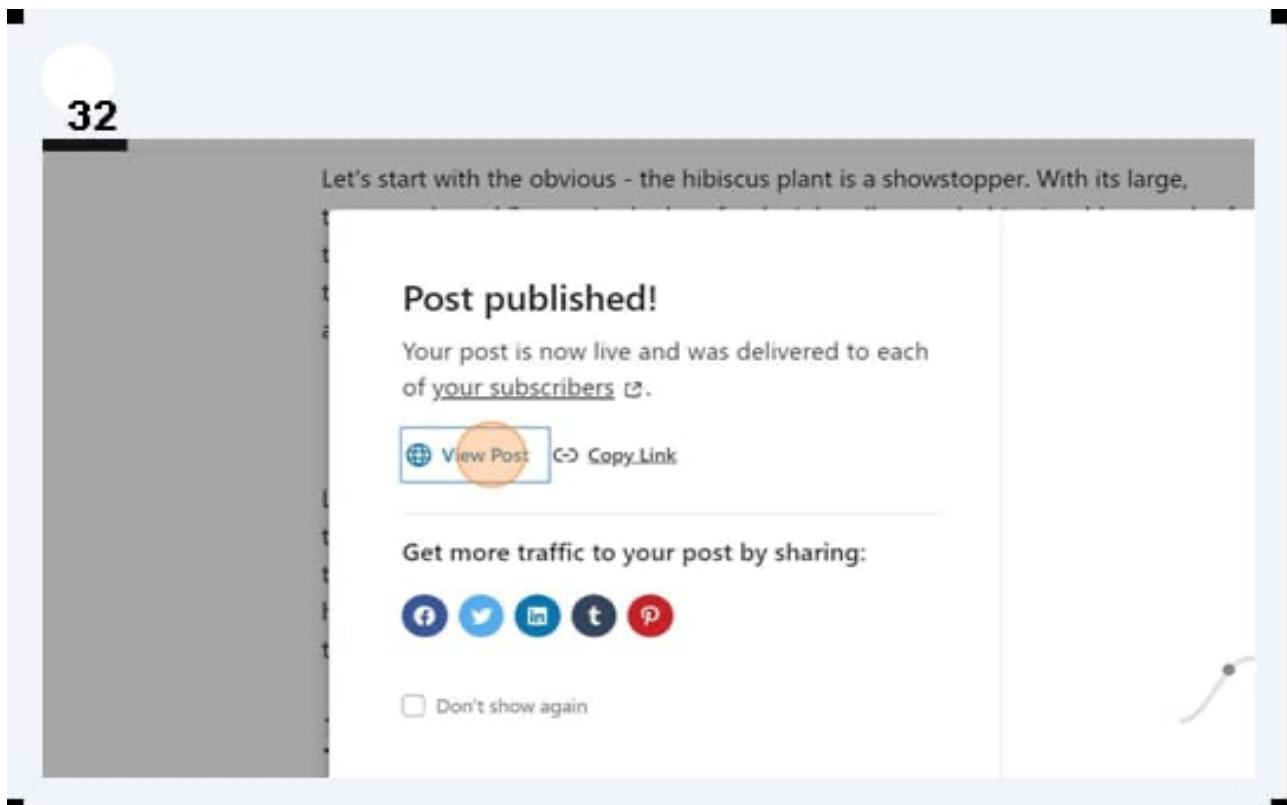 32
Let's start with the obvious - the hibiscus plant is a showstopper. With its large,
Post published!
Your post is now live and was delivered to each
of your subscribers.
View Post Copy Link
Get more traffic to your post by sharing:
Don't show again